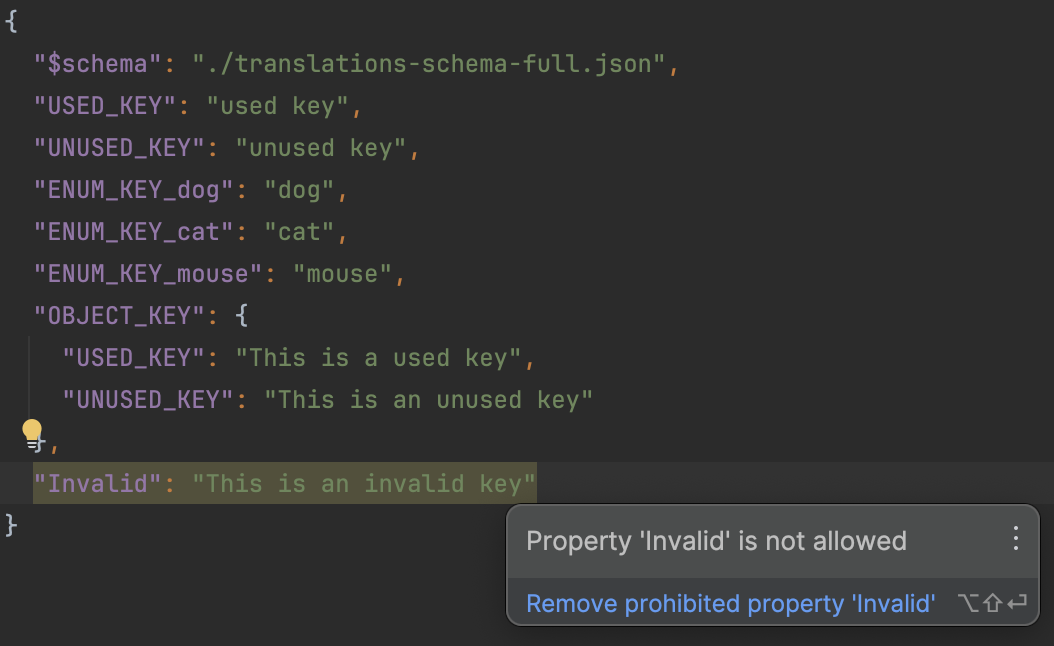 {
"$schema": "./translations-schema-full.json",
"USED_KEY": "used key",
"UNUSED_KEY": "unused key",
"ENUM_KEY_dog": "dog",
"ENUM_KEY_cat": "cat",
"ENUM_KEY_mouse": "mouse",
"OBJECT_KEY": {
"USED_KEY": "This is a used key",
"UNUSED_KEY": "This is an unused key"
},
"Invalid": "This is an invalid key"
}
Property 'Invalid' is not allowed
Remove prohibited property 'Invalid' ⌥⇧⏎